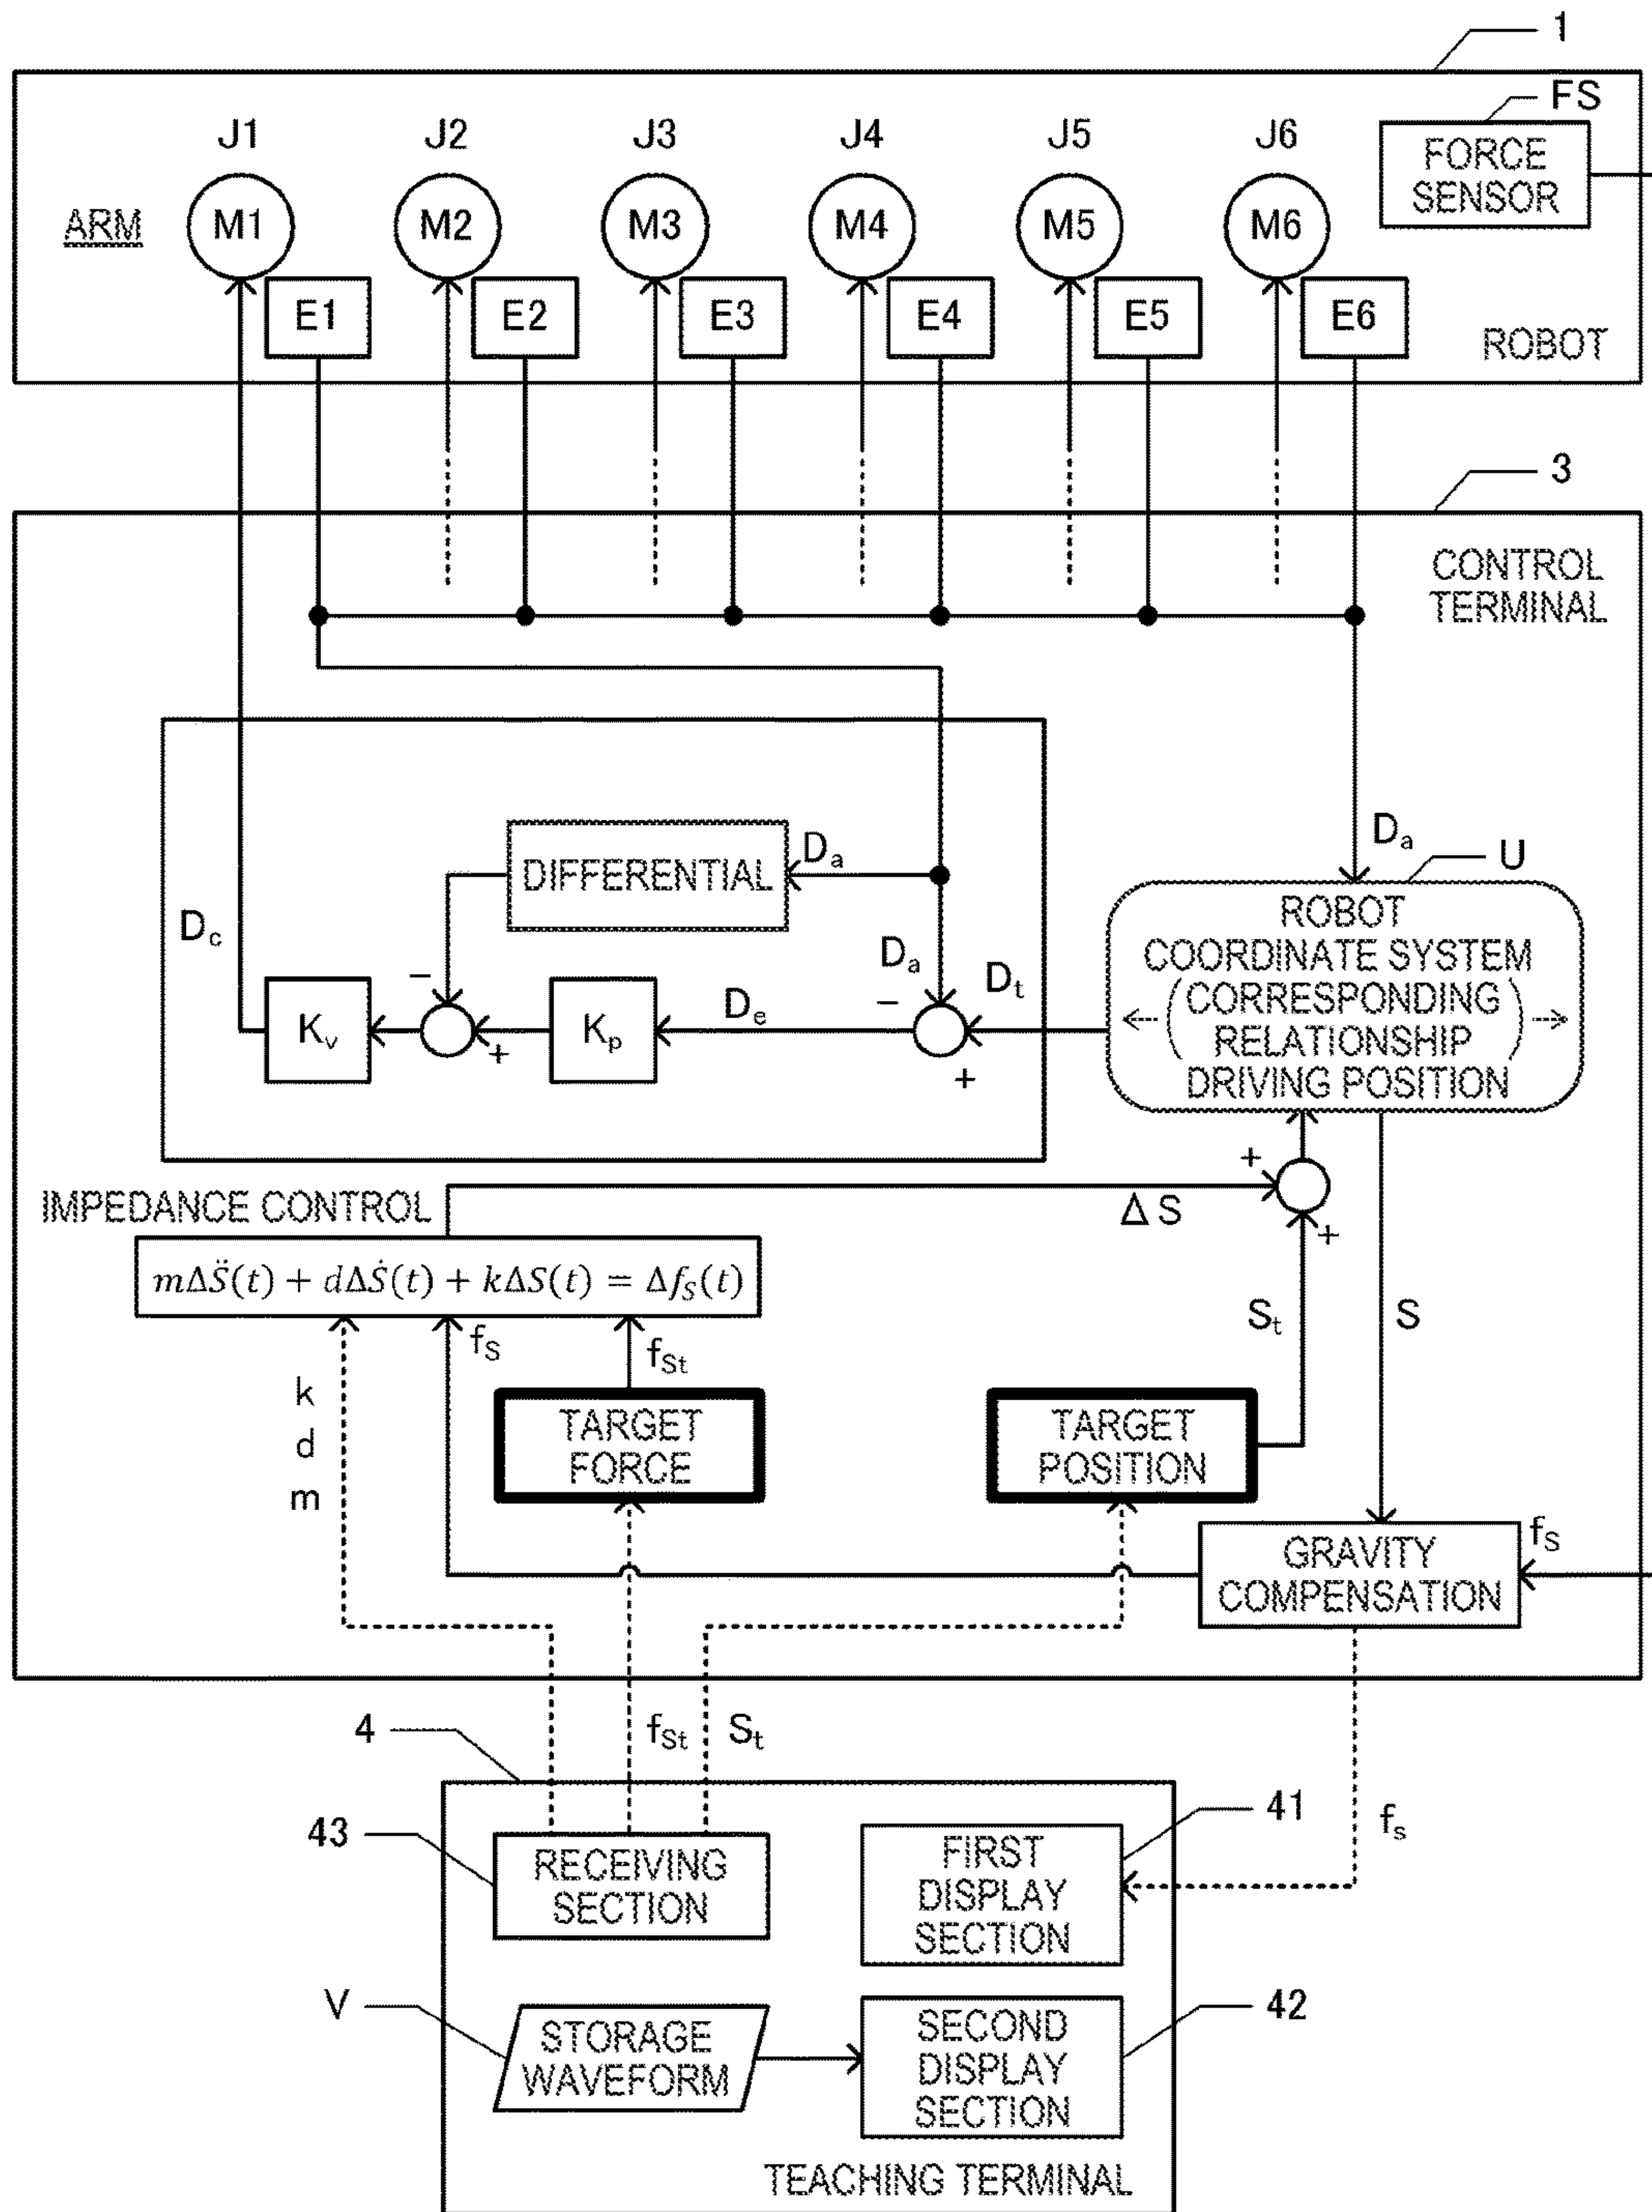 1
FS
J1 J2 J3 J4 J5 J6
FORCE
SENSOR
ARM
M1 M2 M3 M4 M5 M6
E1 E2 E3 E4 E5 E6
ROBOT
3
CONTROL
TERMINAL
Da
U
DIFFERENTIAL
Da
ROBOT
COORDINATE SYSTEM
(CORRESPONDING
RELATIONSHIP)
DRIVING POSITION
Dc
−
Kv
+
Kp
De
Da
−
Dt
+
IMPEDANCE CONTROL
ΔS
+
+
mΔS̈(t) + dΔṠ(t) + kΔS(t) = ΔfS(t)
fS
fSt
St
S
k
d
m
TARGET
FORCE
TARGET
POSITION
GRAVITY
COMPENSATION
fS
4
fSt
St
43
41
fs
RECEIVING
SECTION
FIRST
DISPLAY
SECTION
V
42
STORAGE
WAVEFORM
SECOND
DISPLAY
SECTION
TEACHING TERMINAL